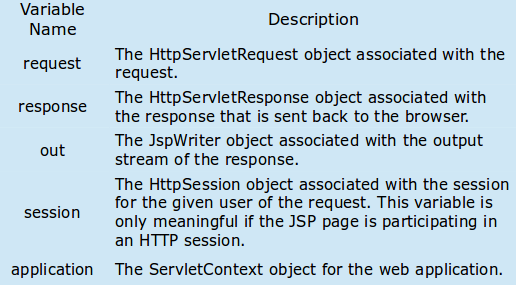 Variable Name
Description
request
The HttpServletRequest object associated with the
request.
response
The HttpServletResponse object associated with
the response that is sent back to the browser.
out
The JspWriter object associated with the output
stream of the response.
session
The HttpSession object associated with the session
for the given user of the request. This variable is
only meaningful if the JSP page is participating in
an HTTP session.
application
The ServletContext object for the web application.